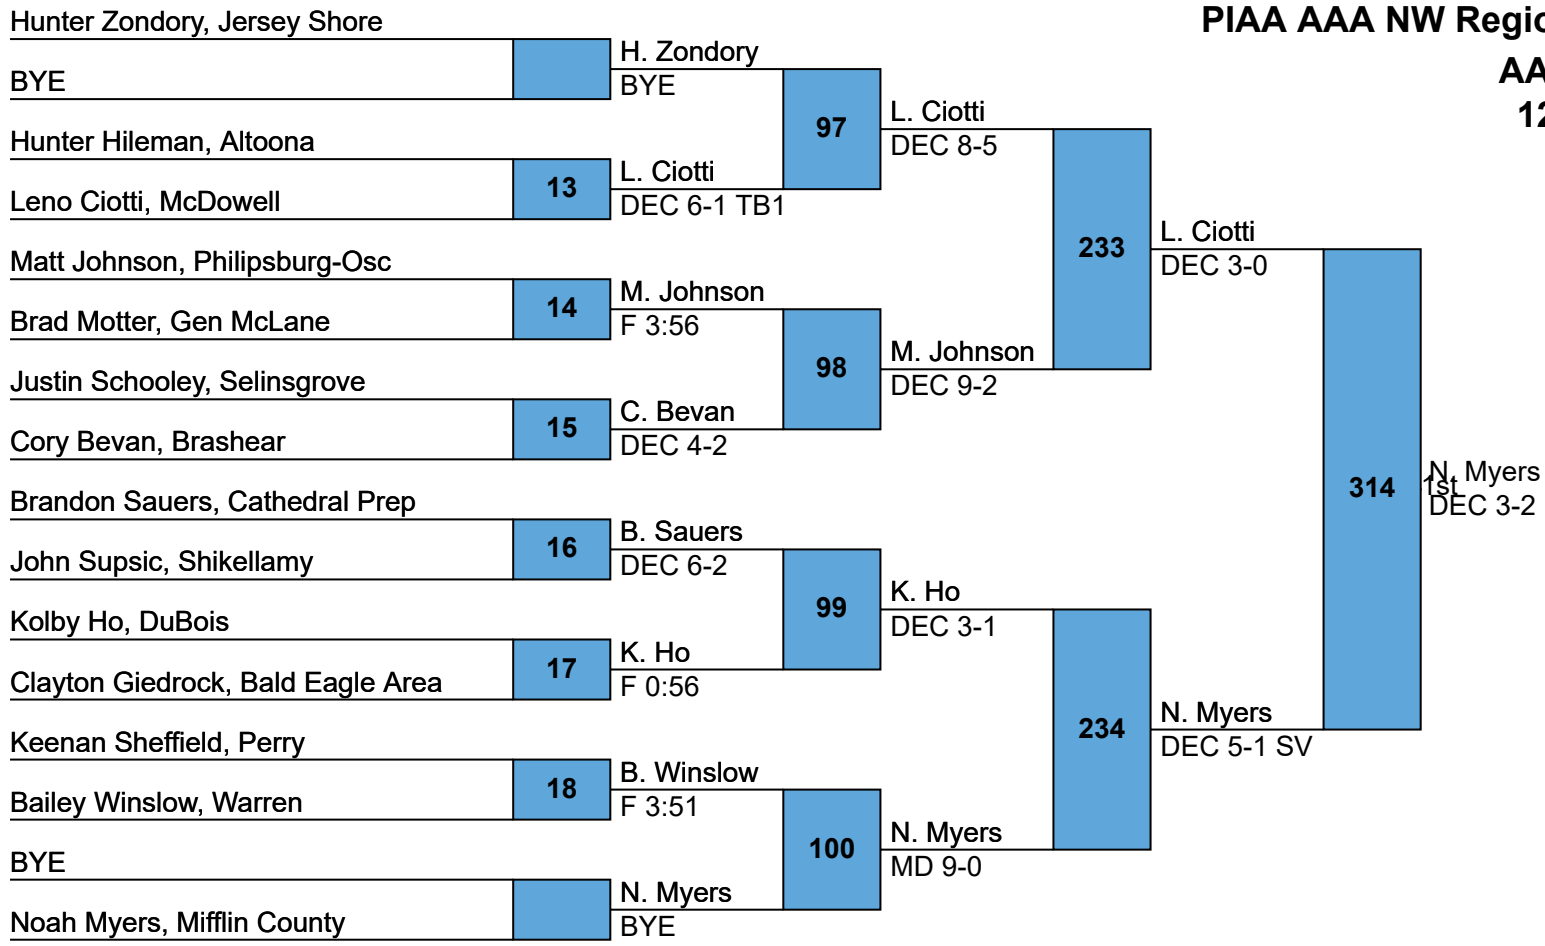 PIAA AAA NW Regio
AA
12
Hunter Zondory, Jersey Shore
BYE
Hunter Hileman, Altoona
13
Leno Ciotti, McDowell
Matt Johnson, Philipsburg-Osc
14
Brad Motter, Gen McLane
Justin Schooley, Selinsgrove
15
Cory Bevan, Brashear
Brandon Sauers, Cathedral Prep
16
John Supsic, Shikellamy
Kolby Ho, DuBois
17
Clayton Giedrock, Bald Eagle Area
Keenan Sheffield, Perry
18
Bailey Winslow, Warren
BYE
Noah Myers, Mifflin County
H. Zondory
BYE
97
L. Ciotti
DEC 6-1 TB1
M. Johnson
F 3:56
98
C. Bevan
DEC 4-2
B. Sauers
DEC 6-2
99
K. Ho
F 0:56
B. Winslow
F 3:51
100
N. Myers
BYE
L. Ciotti
DEC 8-5
233
M. Johnson
DEC 9-2
K. Ho
DEC 3-1
234
N. Myers
MD 9-0
L. Ciotti
DEC 3-0
314
N. Myers
DEC 5-1 SV
N. Myers
1st
DEC 3-2